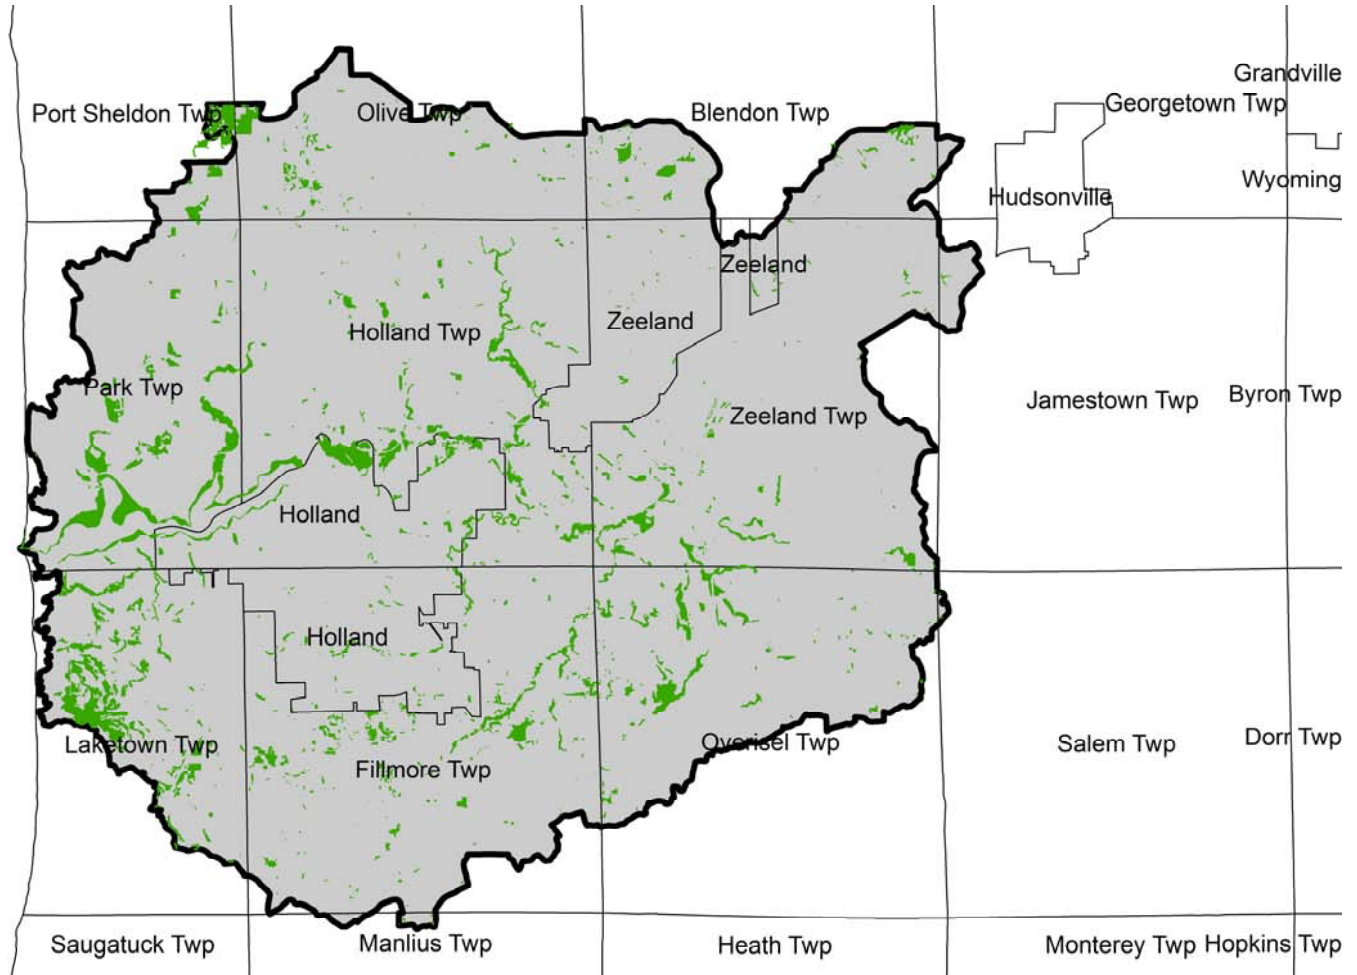 Grandville
Georgetown Twp
Port Sheldon Twp
Olive Twp
Blendon Twp
Wyoming
Hudsonville
Zeeland
Zeeland
Holland Twp
Park Twp
Zeeland Twp
Jamestown Twp
Byron Twp
Holland
Holland
Laketown Twp
Fillmore Twp
Overisel Twp
Salem Twp
Dorr Twp
Saugatuck Twp
Manlius Twp
Heath Twp
Monterey Twp
Hopkins Twp